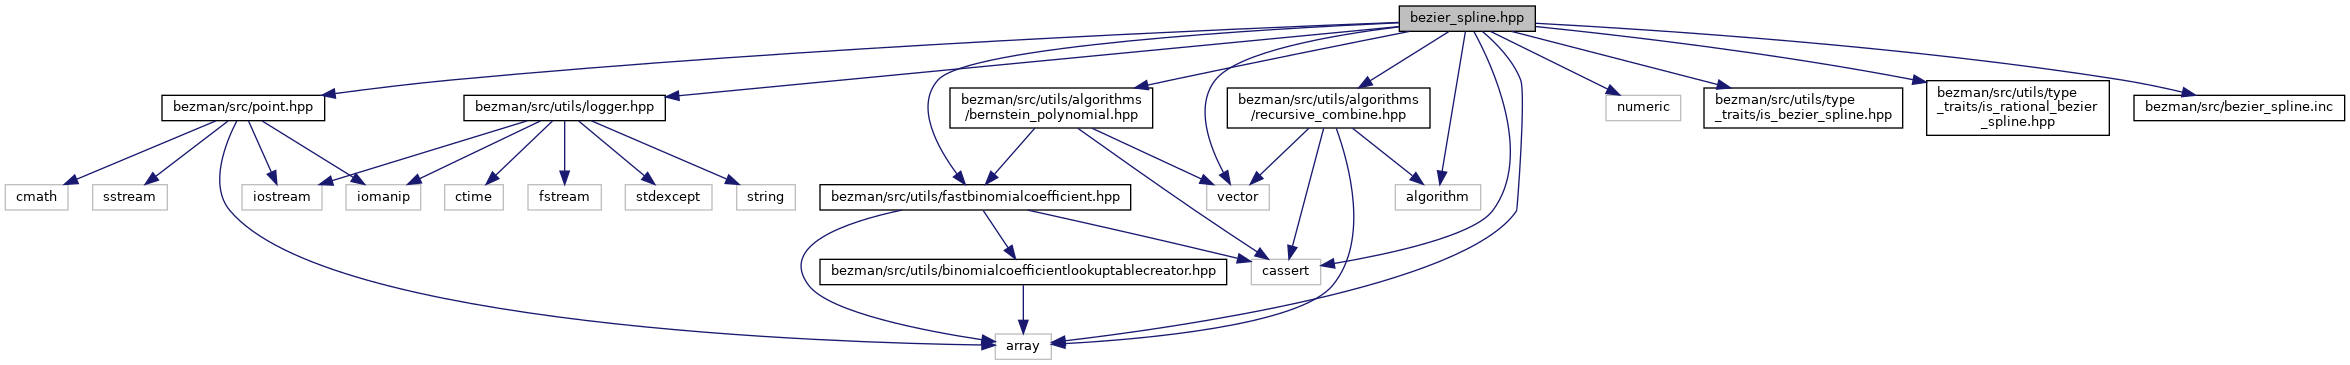 bezier_spline.hpp
bezman/src/point.hpp
bezman/src/utils/logger.hpp
bezman/src/utils/algorithms
/bernstein_polynomial.hpp
bezman/src/utils/algorithms
/recursive_combine.hpp
numeric
bezman/src/utils/type
_traits/is_bezier_spline.hpp
bezman/src/utils/type
_traits/is_rational_bezier
_spline.hpp
bezman/src/bezier_spline.inc
cmath
sstream
iostream
iomanip
ctime
fstream
stdexcept
string
bezman/src/utils/fastbinomialcoefficient.hpp
vector
algorithm
bezman/src/utils/binomialcoefficientlookuptablecreator.hpp
cassert
array